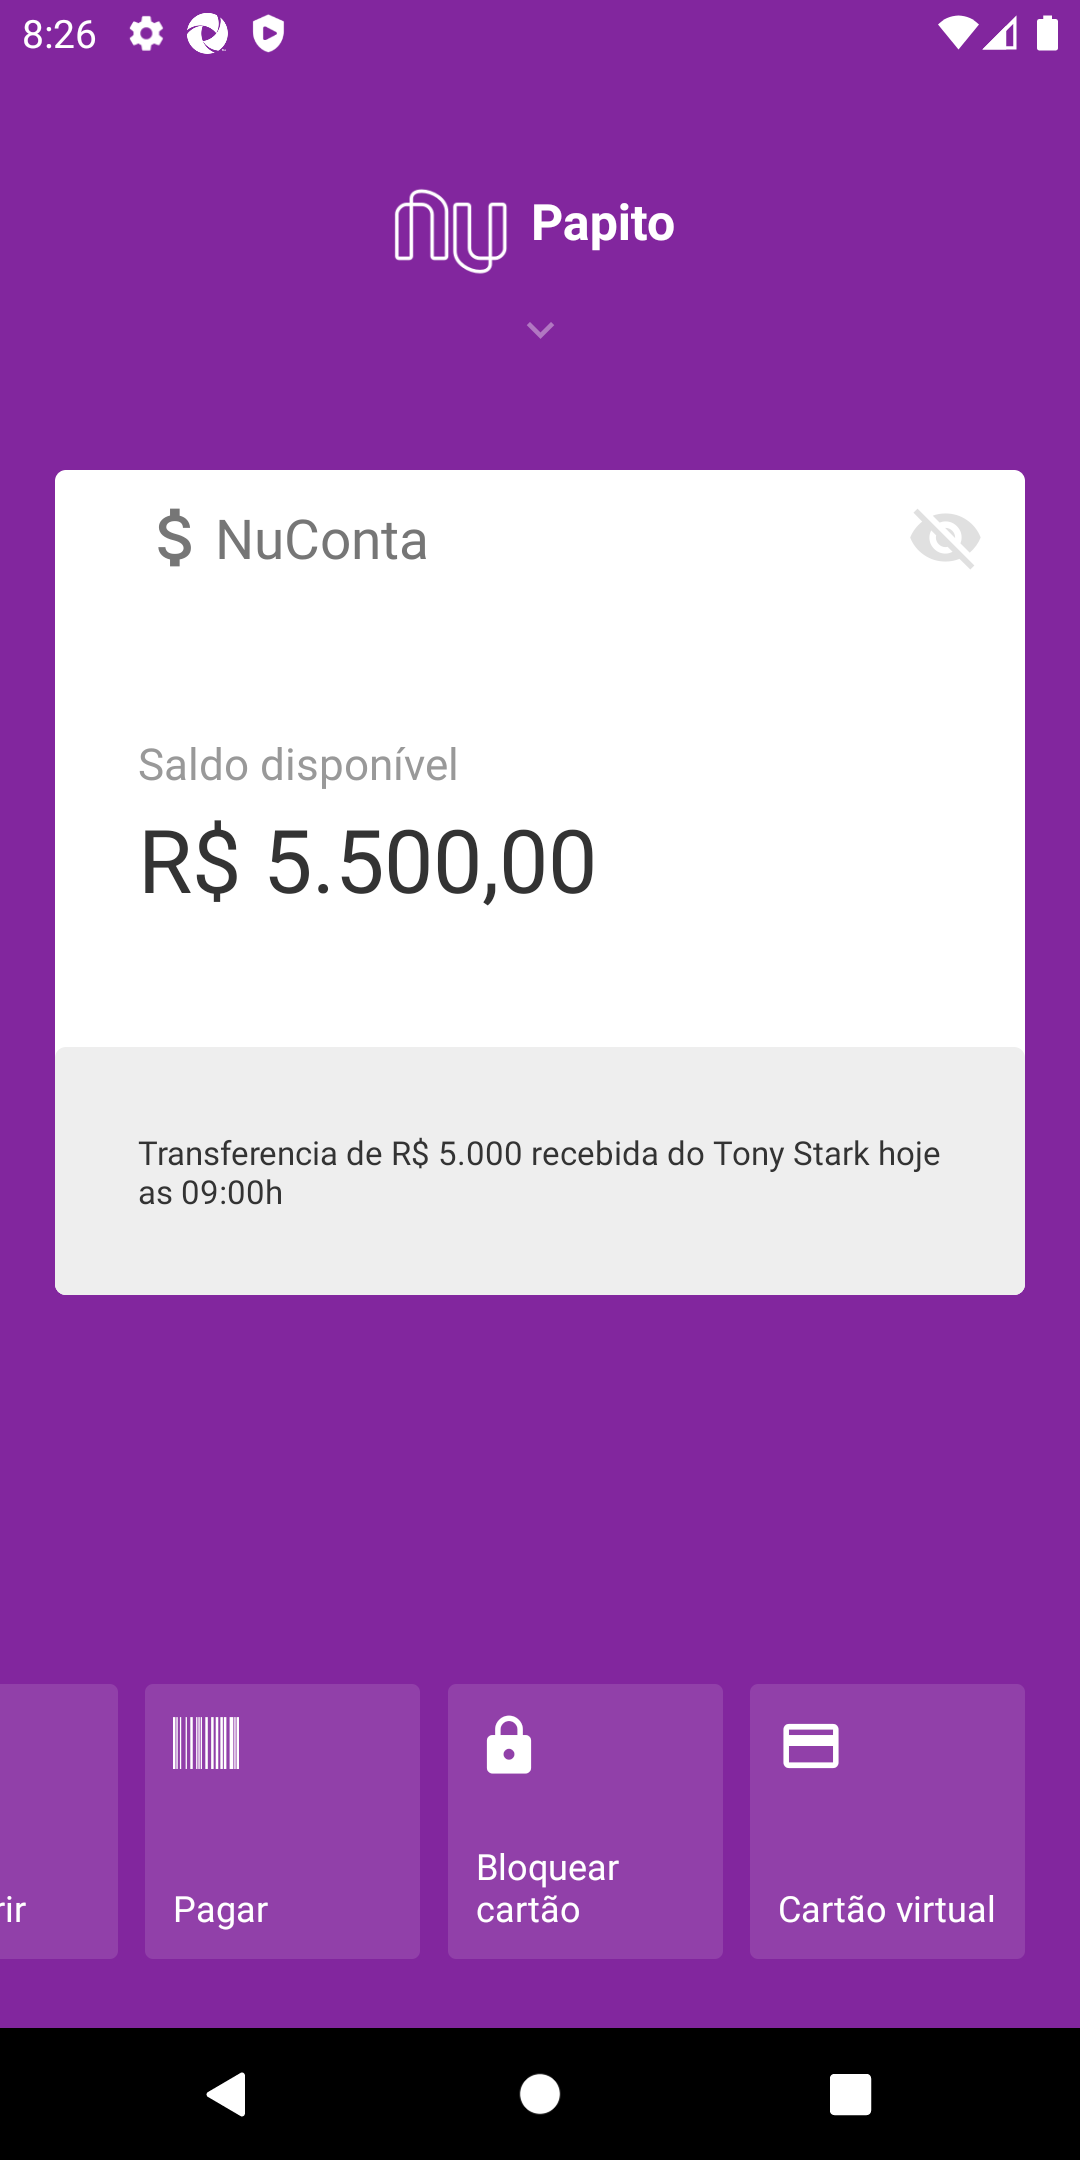 8:26
nu Papito
$ NuConta
Saldo disponível
R$ 5.500,00
Transferencia de R$ 5.000 recebida do Tony Stark hoje
as 09:00h
rir
Pagar
Bloquear
cartão
Cartão virtual